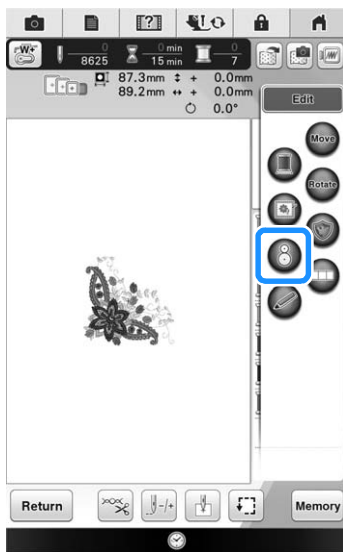 ?
W+
0
8625
0 min
15 min
0
7
87.3mm ↕ + 0.0mm
89.2mm ↔ + 0.0mm
0.0°
Edit
Move
Rotate
8
-/+
Return
Memory